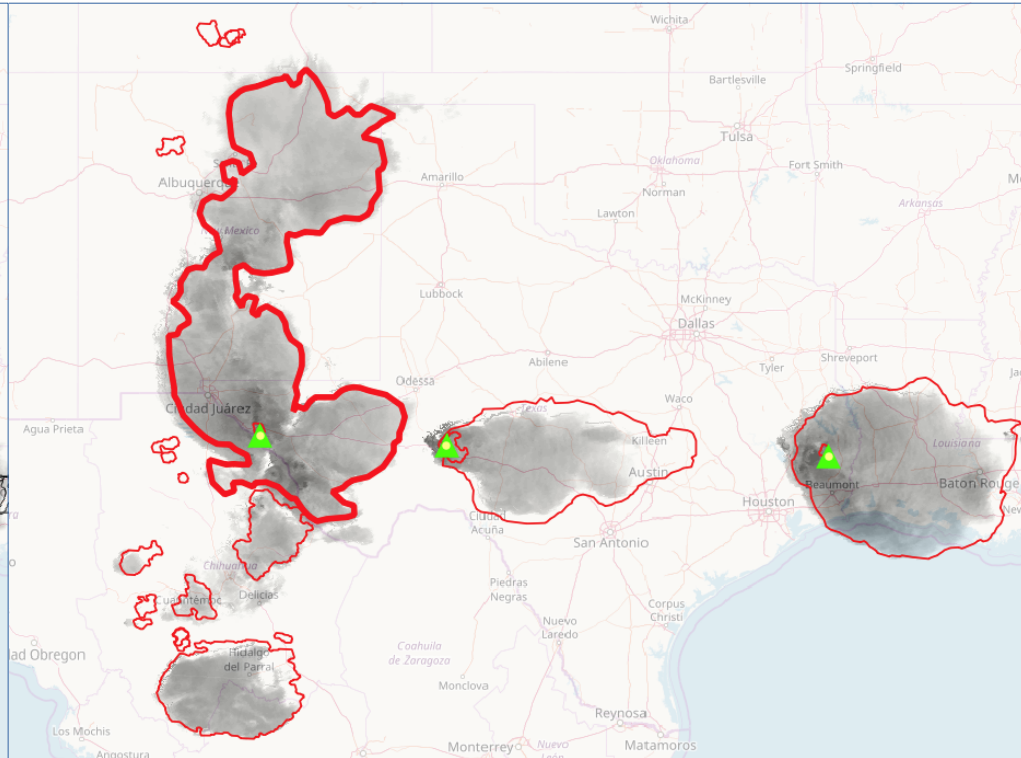 Wichita
Springfield
Bartlesville
Tulsa
Oklahoma
Fort Smith
Albuquerque
Amarillo
Norman
Arkansas
Lawton
New Mexico
Lubbock
McKinney
Dallas
Shreveport
Abilene
Tyler
Odessa
Ciudad Juárez
Waco
Texas
Agua Prieta
Killeen
Louisiana
Austin
Beaumont
Baton Rouge
Houston
Ciudad
Acuña
San Antonio
Chihuahua
Piedras
Negras
Delicias
Cuauhtémoc
Corpus
Christi
Nuevo
Laredo
Coahuila
de Zaragoza
Hidalgo
del Parral
ad Obregon
Monclova
Reynosa
Los Mochis
Monterrey
Nuevo
León
Matamoros
Angostura